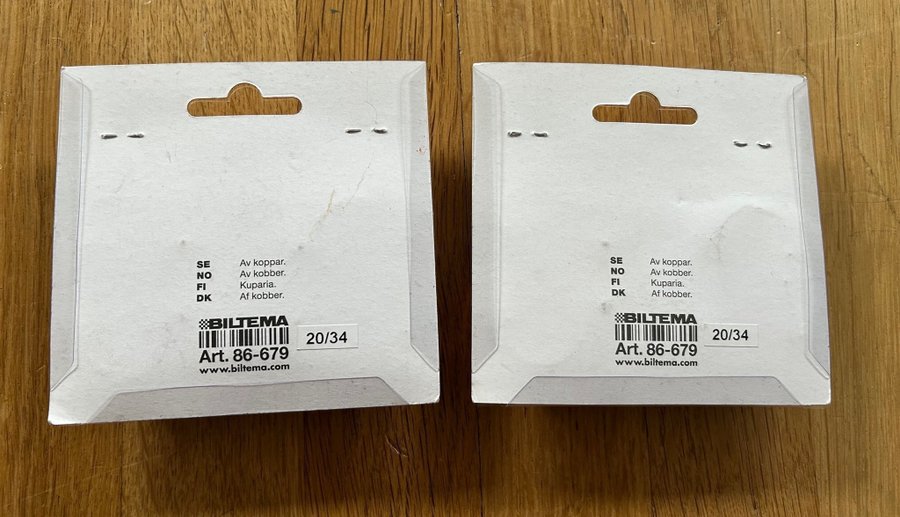 SE Av koppar.
NO Av kobber.
FI Kuparia.
DK Af kobber.
BILTEMA
20/34
Art. 86-679
www.biltema.com
SE Av koppar.
NO Av kobber.
FI Kuparia.
DK Af kobber.
BILTEMA
20/34
Art. 86-679
www.biltema.com